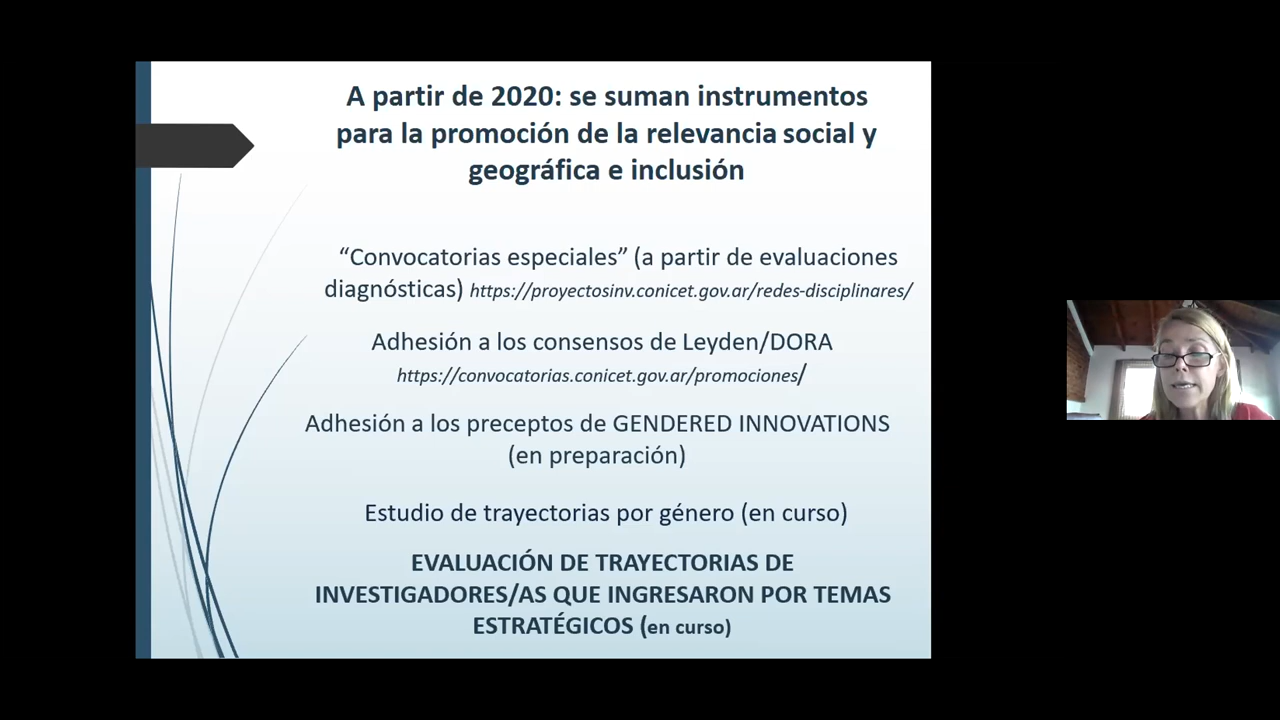 A partir de 2020: se suman instrumentos
para la promoción de la relevancia social y
geográfica e inclusión
“Convocatorias especiales” (a partir de evaluaciones
diagnósticas) https://proyectosinv.conicet.gov.ar/redes-disciplinares/
Adhesión a los consensos de Leyden/DORA
https://convocatorias.conicet.gov.ar/promociones/
Adhesión a los preceptos de GENDERED INNOVATIONS
(en preparación)
Estudio de trayectorias por género (en curso)
EVALUACIÓN DE TRAYECTORIAS DE
INVESTIGADORES/AS QUE INGRESARON POR TEMAS
ESTRATÉGICOS (en curso)